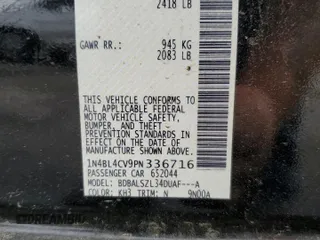 2418 LB
GAWR RR.: 945 KG
2083 LB
THIS VEHICLE CONFORMS TO ALL
APPLICABLE FEDERAL
MOTOR VEHICLE SAFETY,
BUMPER, AND THEFT
PREVENTION STANDARDS IN
EFFECT ON THE DATE OF
MANUFACTURE SHOWN ABOVE.
1N4BL4CV9PN336716
PASSENGER CAR 652044
MODEL: BDBALSZL34DUAF---A
COLOR: KH3 TRIM: N 9N00A